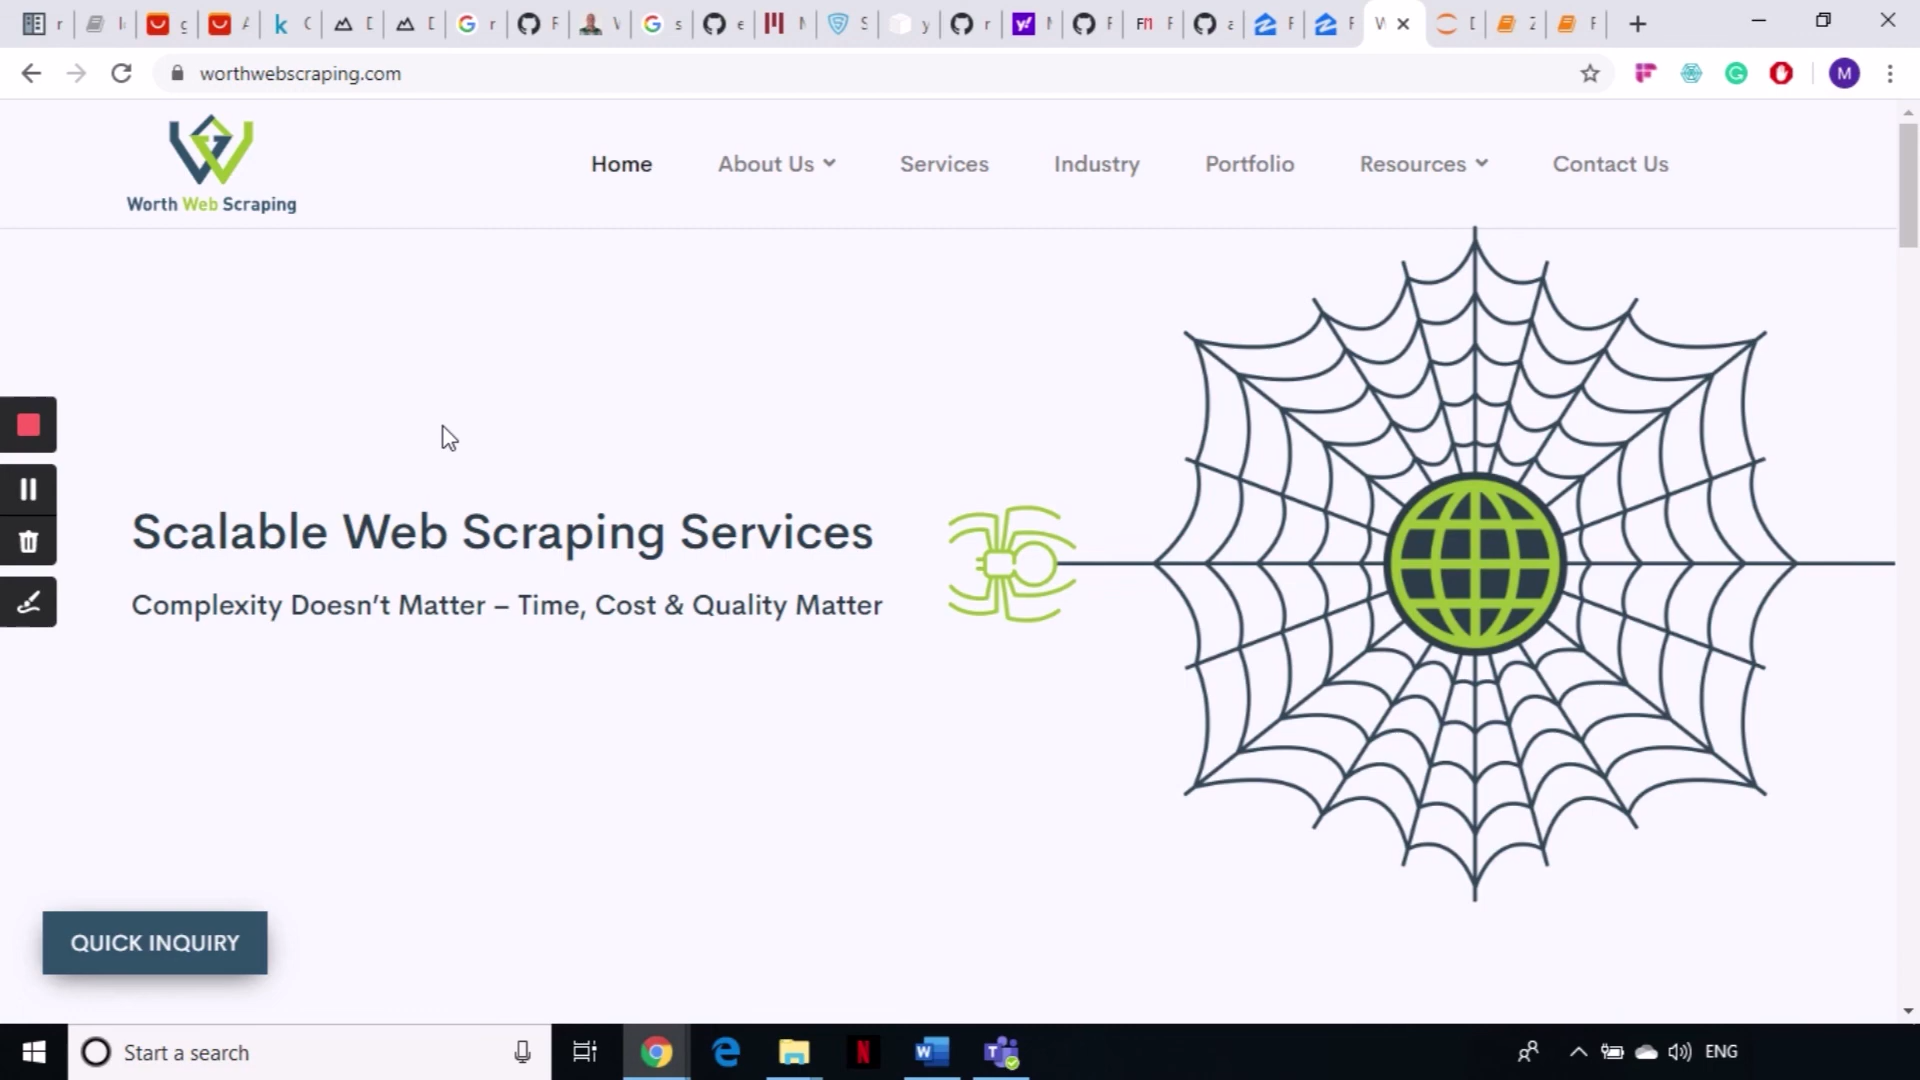 worthwebscraping.com
M
Worth Web Scraping
Home
About Us
Services
Industry
Portfolio
Resources
Contact Us
Scalable Web Scraping Services
Complexity Doesn't Matter – Time, Cost & Quality Matter
QUICK INQUIRY
Start a search
ENG